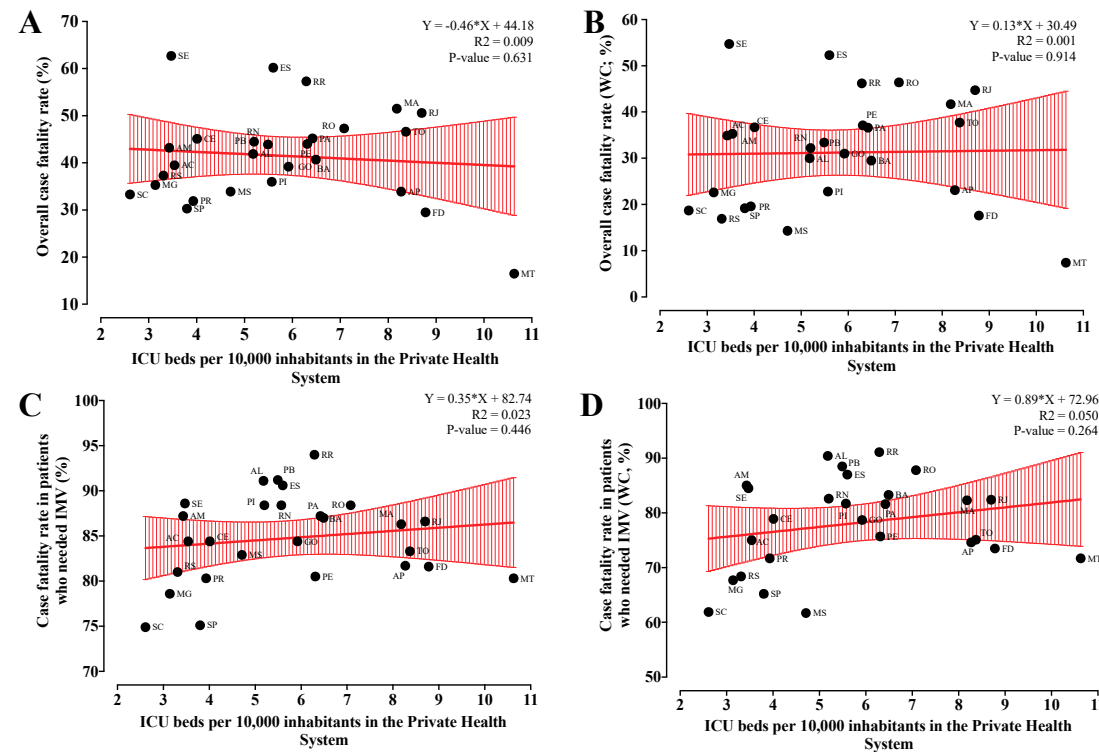 A
Y = -0.46*X + 44.18
R2 = 0.009
P-value = 0.631
Overall case fatality rate (%)
70
60
50
40
30
20
10
SE
ES
RR
MA
RJ
RO
TO
CE
RN
PB
PA
PE
AM
AL
AC
GO
BA
RS
MG
PI
SC
PR
SP
MS
AP
FD
MT
2 3 4 5 6 7 8 9 10 11
ICU beds per 10,000 inhabitants in the Private Health
System
B
Y = 0.13*X + 30.49
R2 = 0.001
P-value = 0.914
Overall case fatality rate (WC; %)
60
50
40
30
20
10
0
SE
ES
RR
RO
RJ
MA
PE
PA
TO
AC
CE
AM
RN
PB
AL
GO
BA
MG
PI
AP
SC
RS
SP
PR
MS
FD
MT
2 3 4 5 6 7 8 9 10 11
ICU beds per 10,000 inhabitants in the Private Health
System
C
Y = 0.35*X + 82.74
R2 = 0.023
P-value = 0.446
Case fatality rate in patients
who needed IMV (%)
100
95
90
85
80
75
70
RR
AL
PB
ES
SE
PI
RN
PA
BA
RO
AM
MA
RJ
AC
CE
GO
MS
TO
RS
PR
PE
AP
FD
MT
MG
SC
SP
2 3 4 5 6 7 8 9 10 11
ICU beds per 10,000 inhabitants in the Private Health
System
D
Y = 0.89*X + 72.96
R2 = 0.050
P-value = 0.264
Case fatality rate in patients
who needed IMV (WC, %)
100
90
80
70
60
50
RR
AL
PB
ES
RO
AM
SE
RN
BA
PI
PA
MA
RJ
CE
GO
AC
PE
TO
AP
FD
PR
MT
RS
MG
SP
SC
MS
2 3 4 5 6 7 8 9 10 11
ICU beds per 10,000 inhabitants in the Private Health
System